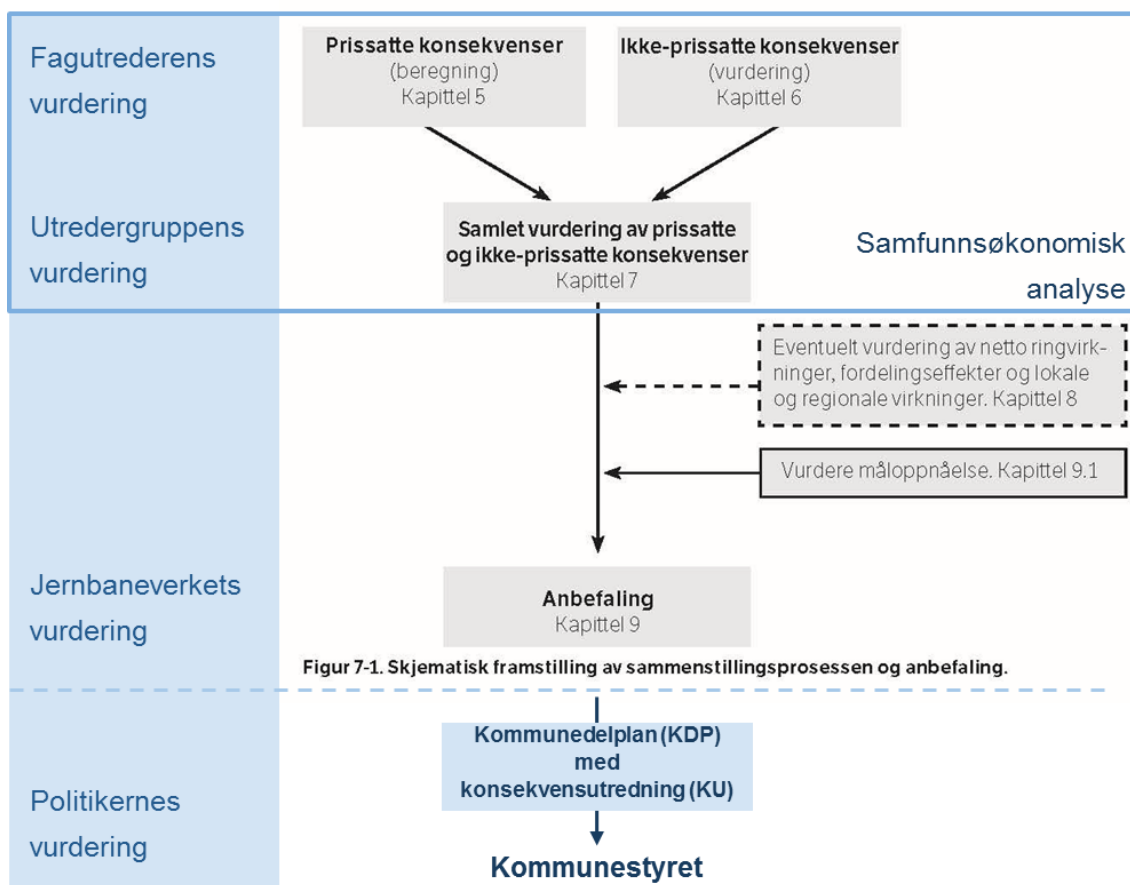 Fagutrederens
vurdering
Prissatte konsekvenser
(beregning)
Kapittel 5
Ikke-prissatte konsekvenser
(vurdering)
Kapittel 6
Utredergruppens
vurdering
Samlet vurdering av prissatte
og ikke-prissatte konsekvenser
Kapittel 7
Samfunnsøkonomisk
analyse
Eventuelt vurdering av netto ringvirk-
ninger, fordelingseffekter og lokale
og regionale virkninger. Kapittel 8
Vurdere måloppnåelse. Kapittel 9.1
Jernbaneverkets
vurdering
Anbefaling
Kapittel 9
Figur 7-1. Skjematisk framstilling av sammenstillingsprosessen og anbefaling.
Politikernes
vurdering
Kommunedelplan (KDP)
med
konsekvensutredning (KU)
Kommunestyret